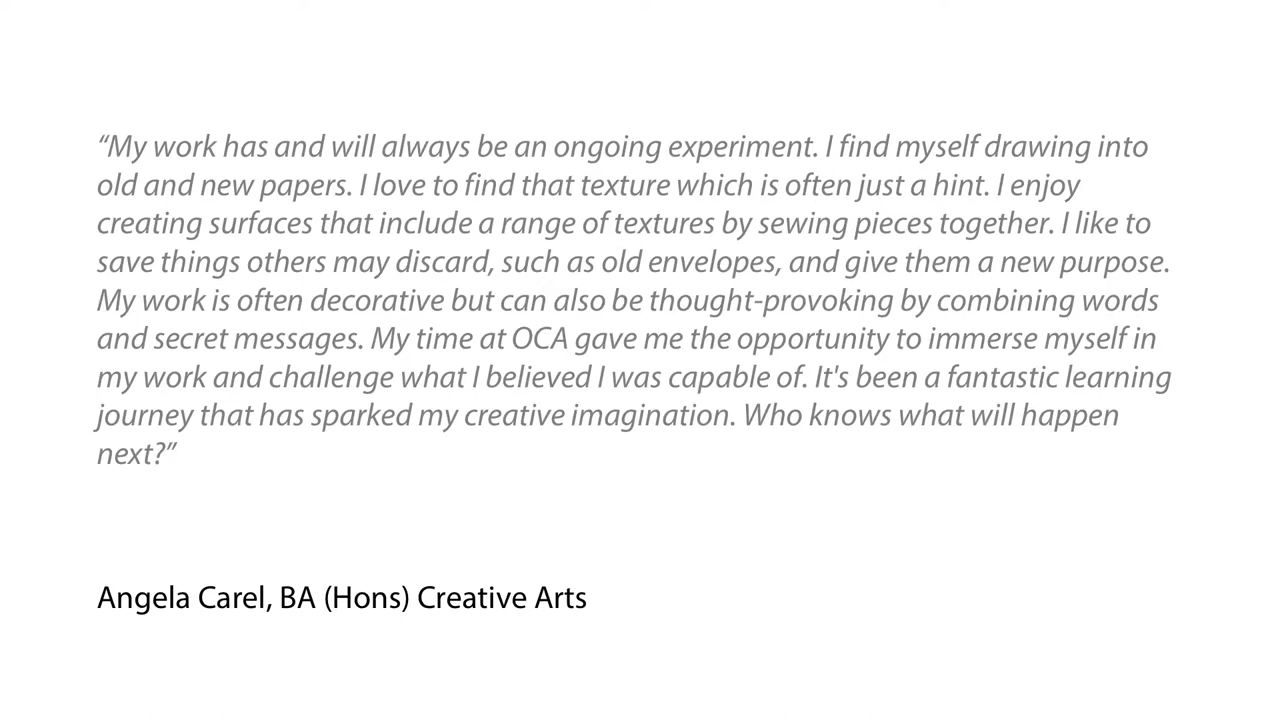 “My work has and will always be an ongoing experiment. I find myself drawing into
old and new papers. I love to find that texture which is often just a hint. I enjoy
creating surfaces that include a range of textures by sewing pieces together. I like to
save things others may discard, such as old envelopes, and give them a new purpose.
My work is often decorative but can also be thought-provoking by combining words
and secret messages. My time at OCA gave me the opportunity to immerse myself in
my work and challenge what I believed I was capable of. It's been a fantastic learning
journey that has sparked my creative imagination. Who knows what will happen
next?”
Angela Carel, BA (Hons) Creative Arts